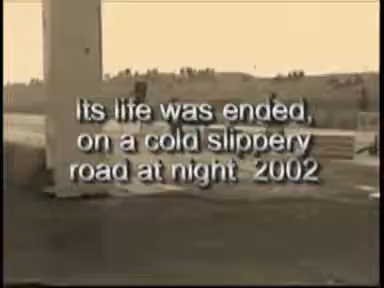 Its life was ended,
on a cold slippery
road at night  2002